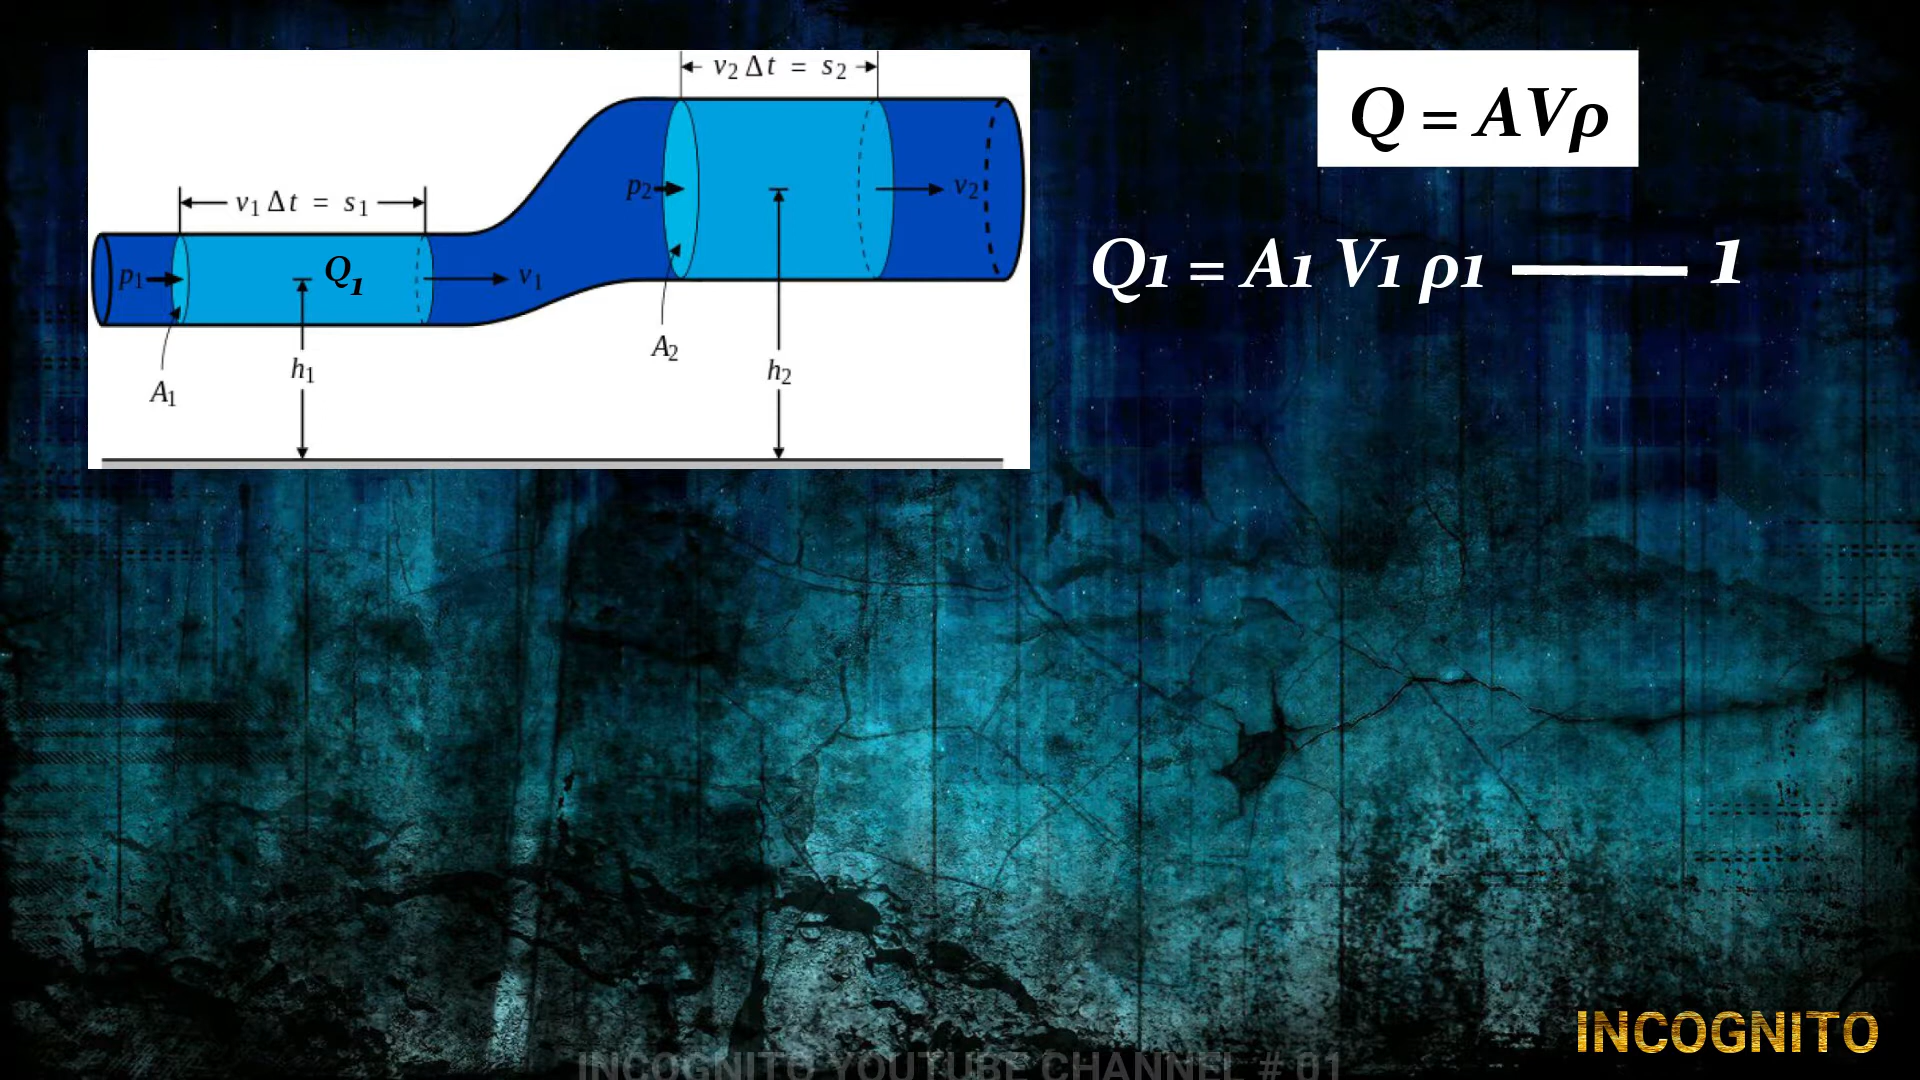 v2 Δt = s2
p2
v2
v1 Δt = s1
p1
Q1
v1
A2
A1
h1
h2
Q = AVρ
Q1 = A1 V1 ρ1 — 1
INCOGNITO
INCOGNITO YOUTUBE CHANNEL # 01